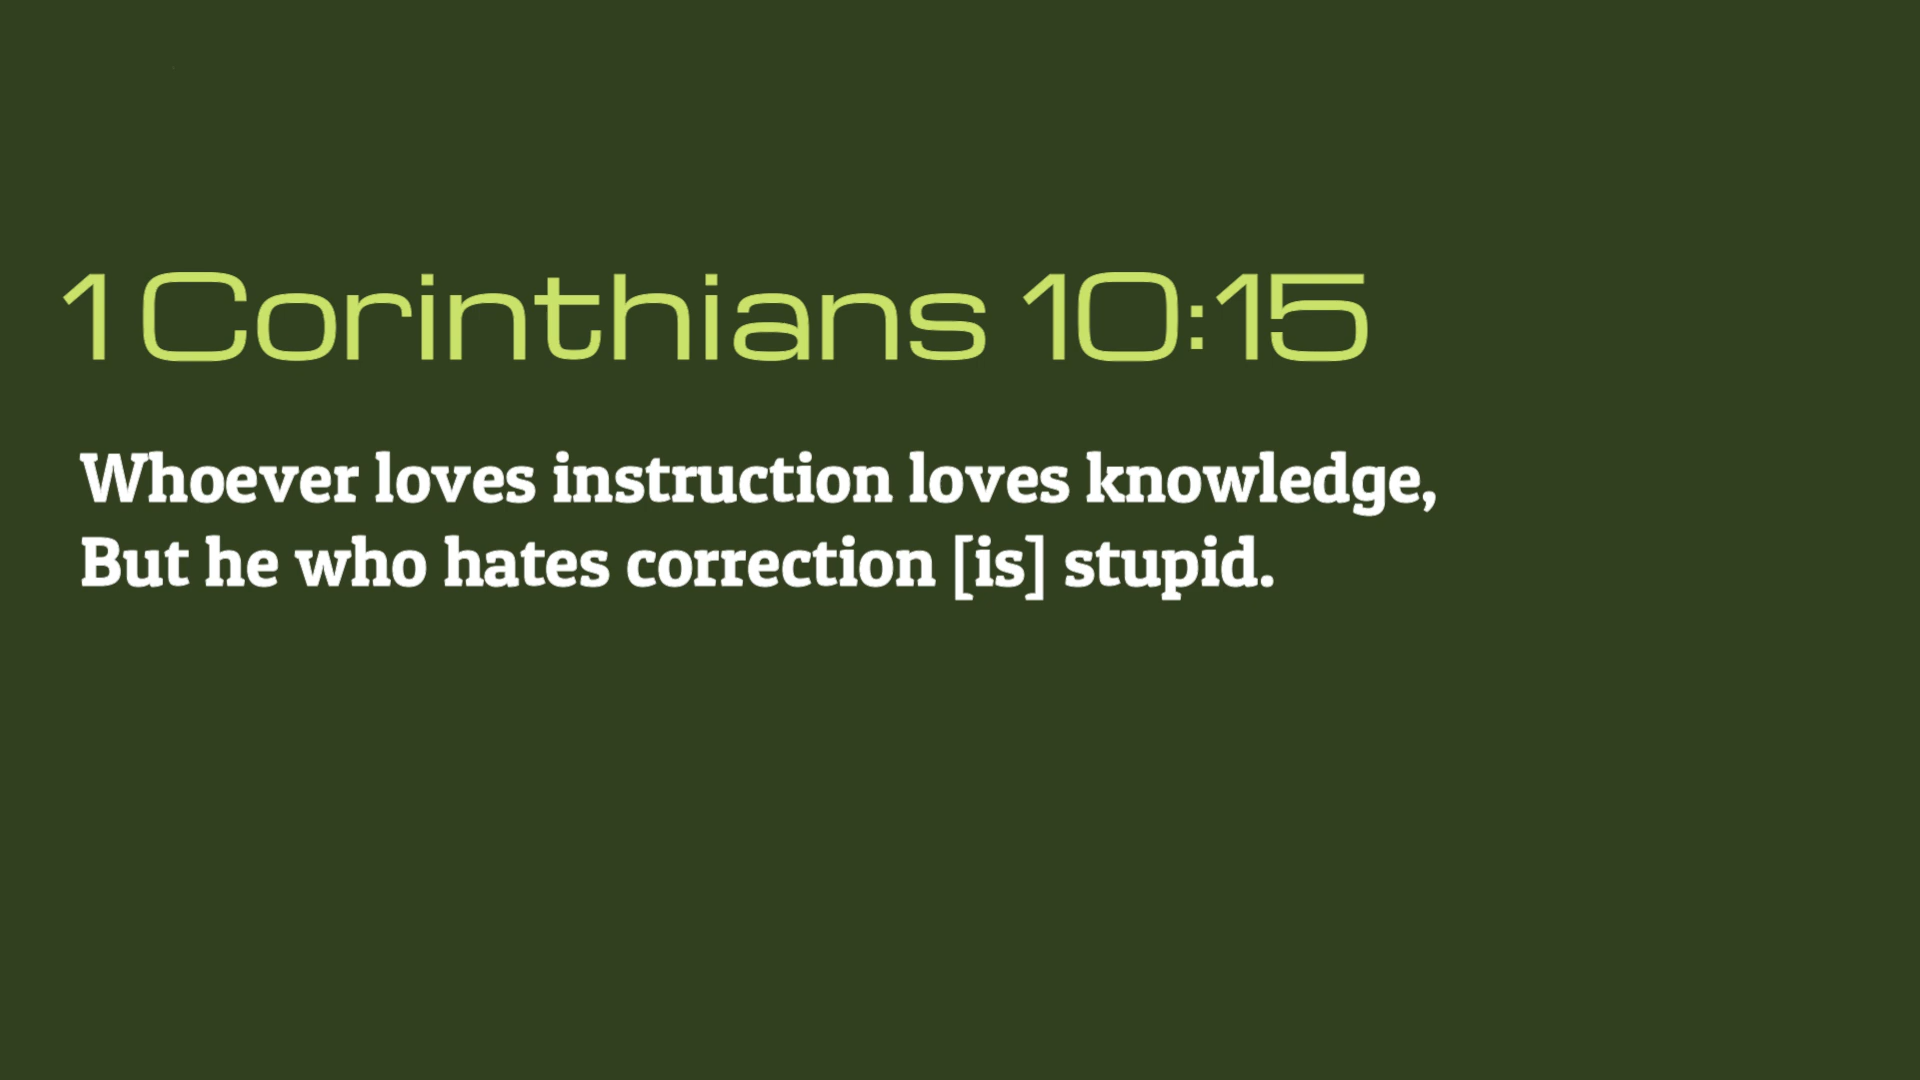 1 Corinthians 10:15
Whoever loves instruction loves knowledge,
But he who hates correction [is] stupid.